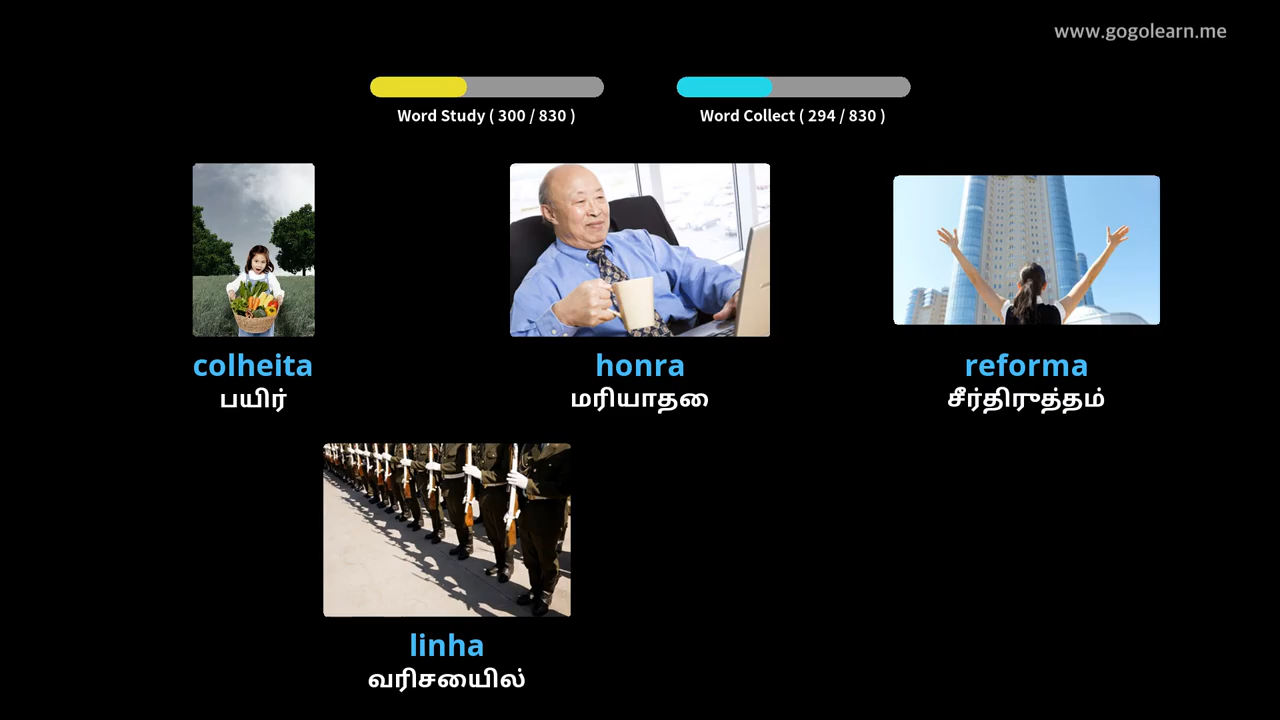 www.gogolearn.me
Word Study ( 300 / 830 )
Word Collect ( 294 / 830 )
colheita
பயிர்
honra
மரியாதை
reforma
சீர்திருத்தம்
linha
வரிசையில்